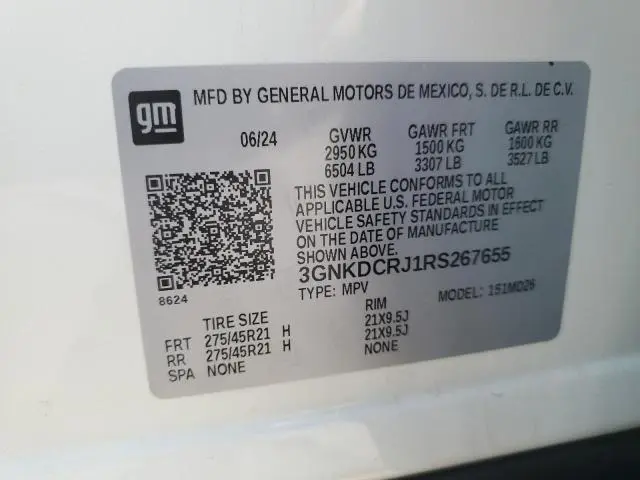 gm
MFD BY GENERAL MOTORS DE MEXICO, S. DE R.L. DE C.V.
06/24 GVWR GAWR FRT GAWR RR
2950 KG 1500 KG 1600 KG
6504 LB 3307 LB 3527 LB
THIS VEHICLE CONFORMS TO ALL
APPLICABLE U.S. FEDERAL MOTOR
VEHICLE SAFETY STANDARDS IN EFFECT
ON THE DATE OF MANUFACTURE
SHOWN ABOVE.
3GNKDCRJ1RS267655
TYPE: MPV MODEL: 1S1MD26
8624
TIRE SIZE RIM
FRT 275/45R21 H 21X9.5J
RR 275/45R21 H 21X9.5J
SPA NONE NONE